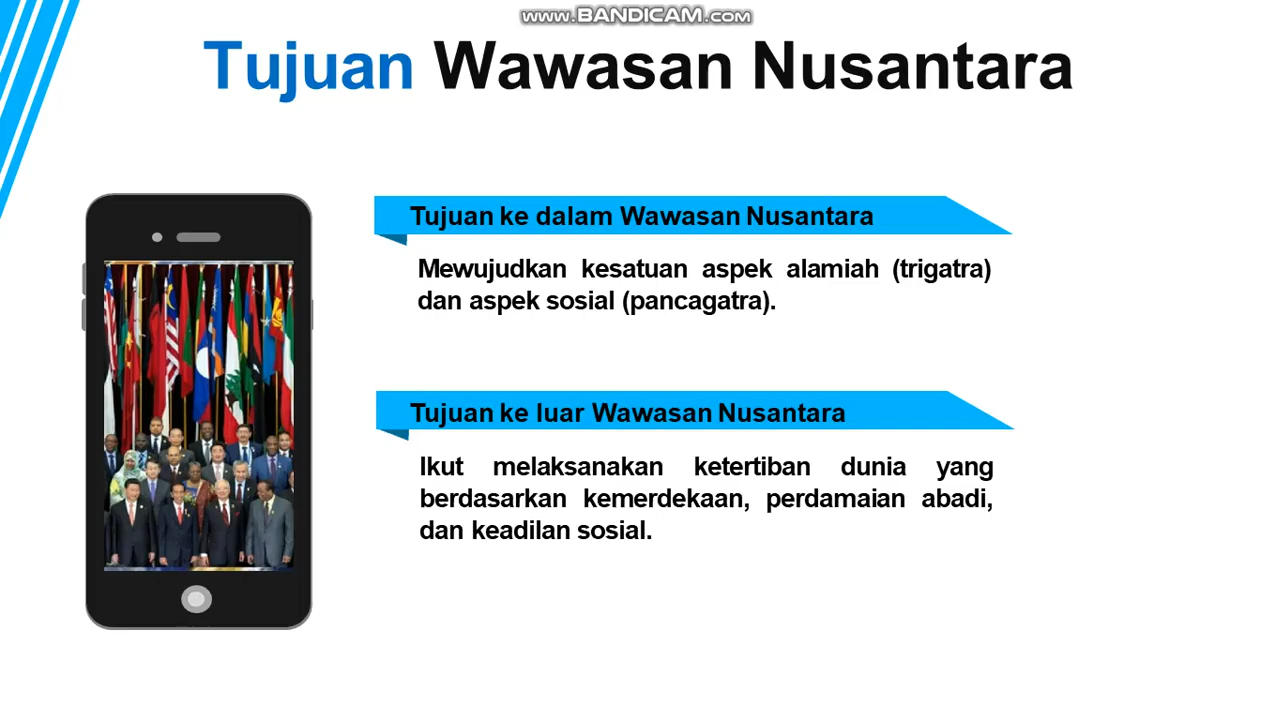 www.BANDICAM.com
Tujuan Wawasan Nusantara
Tujuan ke dalam Wawasan Nusantara
Mewujudkan kesatuan aspek alamiah (trigatra)
dan aspek sosial (pancagatra).
Tujuan ke luar Wawasan Nusantara
Ikut melaksanakan ketertiban dunia yang
berdasarkan kemerdekaan, perdamaian abadi,
dan keadilan sosial.